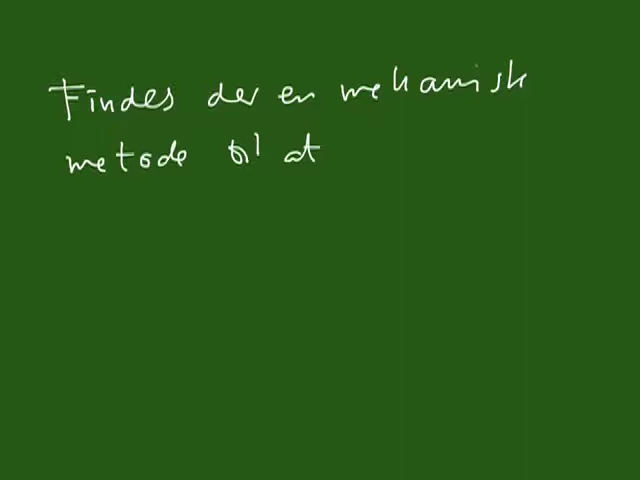 Findes der en mekanisk
metode til at